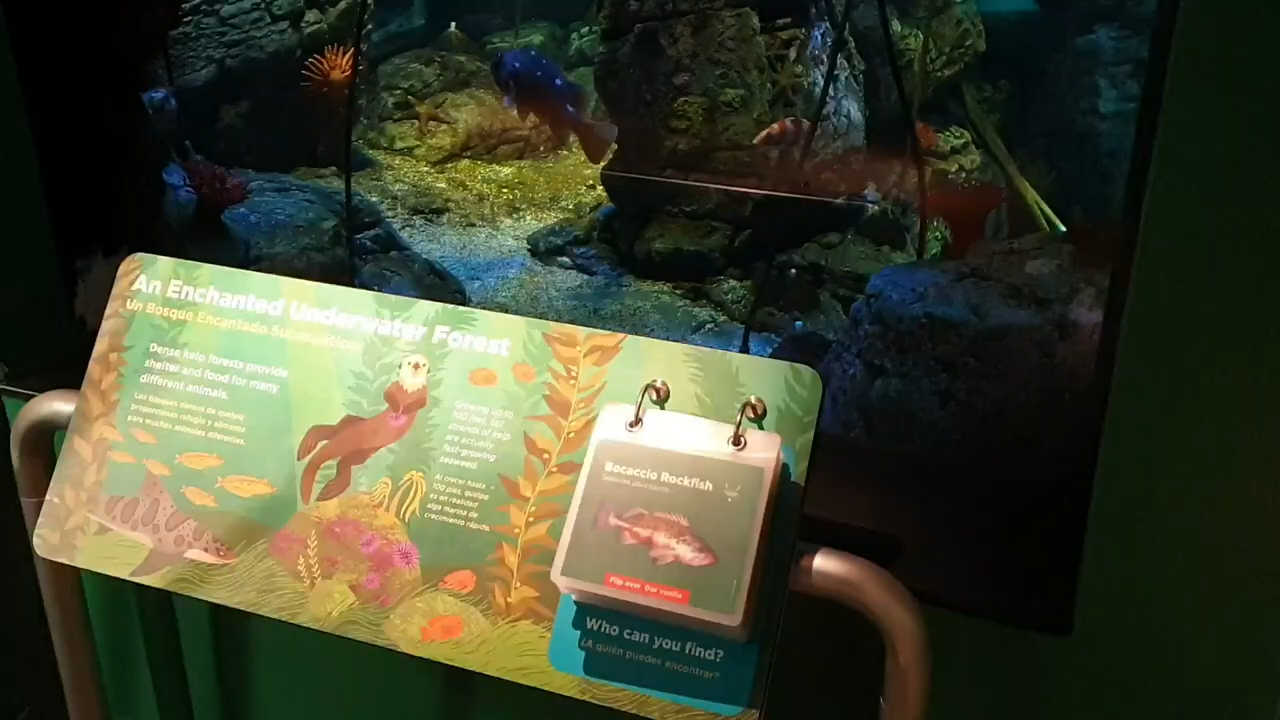 An Enchanted Underwater Forest
Un Bosque Encantado Subacuático
Dense kelp forests provide
shelter and food for many
different animals.
Los bosques densos de quelpo
proporcionan refugio y alimento
para muchos animales diferentes.
Growing up to
100 feet, tall
strands of kelp
are actually
fast-growing
seaweed.
Al crecer hasta
100 pies, quelpo
es en realidad
alga marina de
crecimiento rápido.
Bocaccio Rockfish
Flip over Dar vuelta
Who can you find?
¿A quién puedes encontrar?